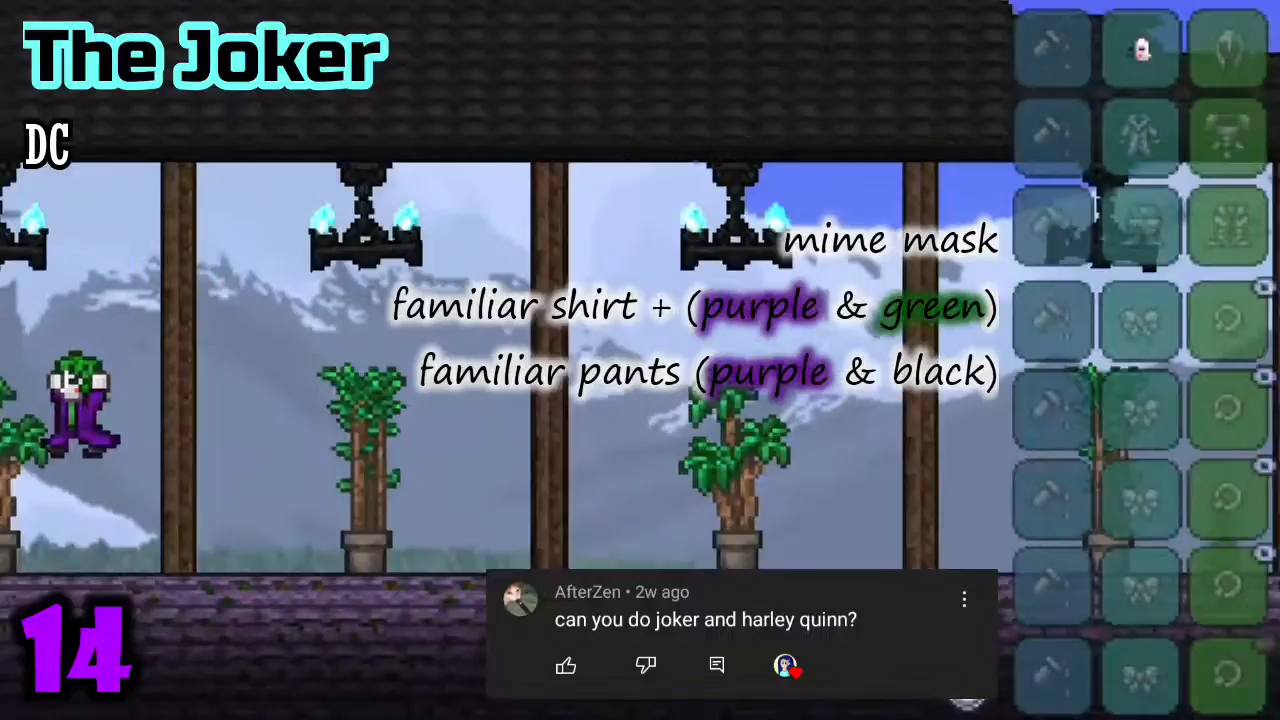 The Joker
DC
mime mask
familiar shirt + (purple & green)
familiar pants (purple & black)
AfterZen • 2w ago
can you do joker and harley quinn?
14